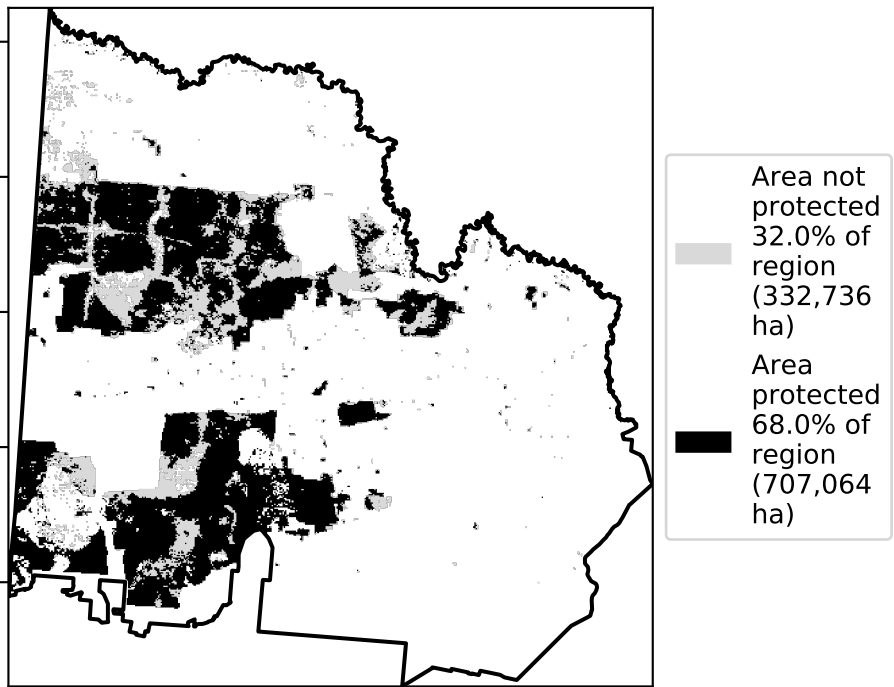 Area not
protected
32.0% of
region
(332,736
ha)
Area
protected
68.0% of
region
(707,064
ha)